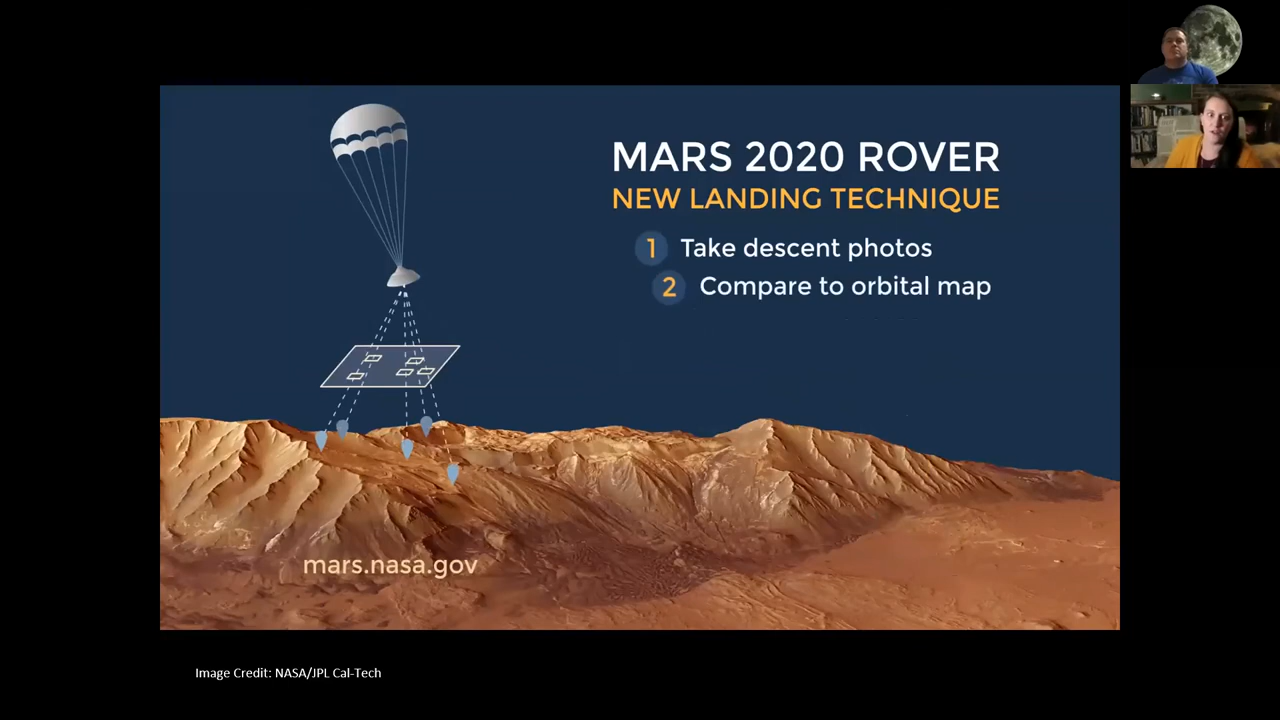 MARS 2020 ROVER
NEW LANDING TECHNIQUE
1 Take descent photos
2 Compare to orbital map
mars.nasa.gov
Image Credit: NASA/JPL Cal-Tech